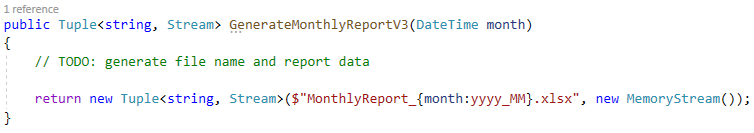 1 reference
public Tuple<string, Stream> GenerateMonthlyReportV3(DateTime month)
{
    // TODO: generate file name and report data
    return new Tuple<string, Stream>($"MonthlyReport_{month:yyyy_MM}.xlsx", new MemoryStream());
}